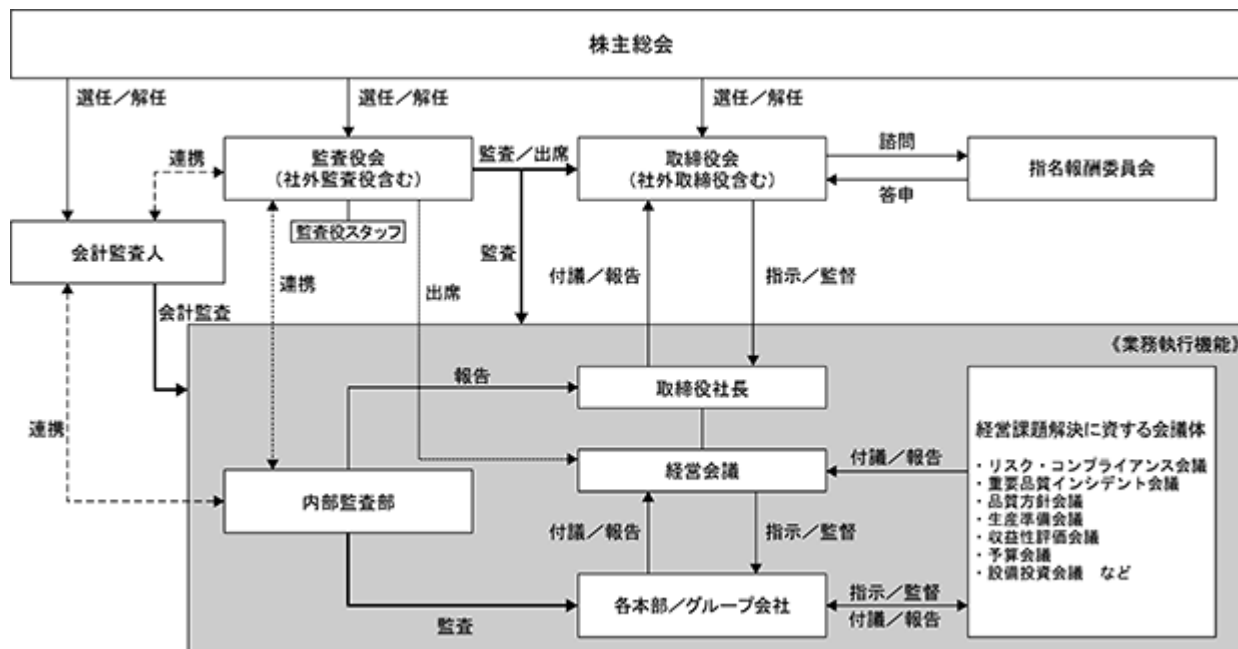 株主総会
選任／解任
選任／解任
選任／解任
連携
監査役会
（社外監査役含む）
監査／出席
取締役会
（社外取締役含む）
諮問
答申
指名報酬委員会
監査役スタッフ
会計監査人
監査
連携
出席
付議／報告
指示／監督
会計監査
《業務執行機能》
報告
取締役社長
連携
経営会議
付議／報告
経営課題解決に資する会議体
・リスク・コンプライアンス会議
・重要品質インシデント会議
・品質方針会議
・生産準備会議
・収益性評価会議
・予算会議
・設備投資会議　など
内部監査部
付議／報告
指示／監督
監査
各本部／グループ会社
指示／監督
付議／報告